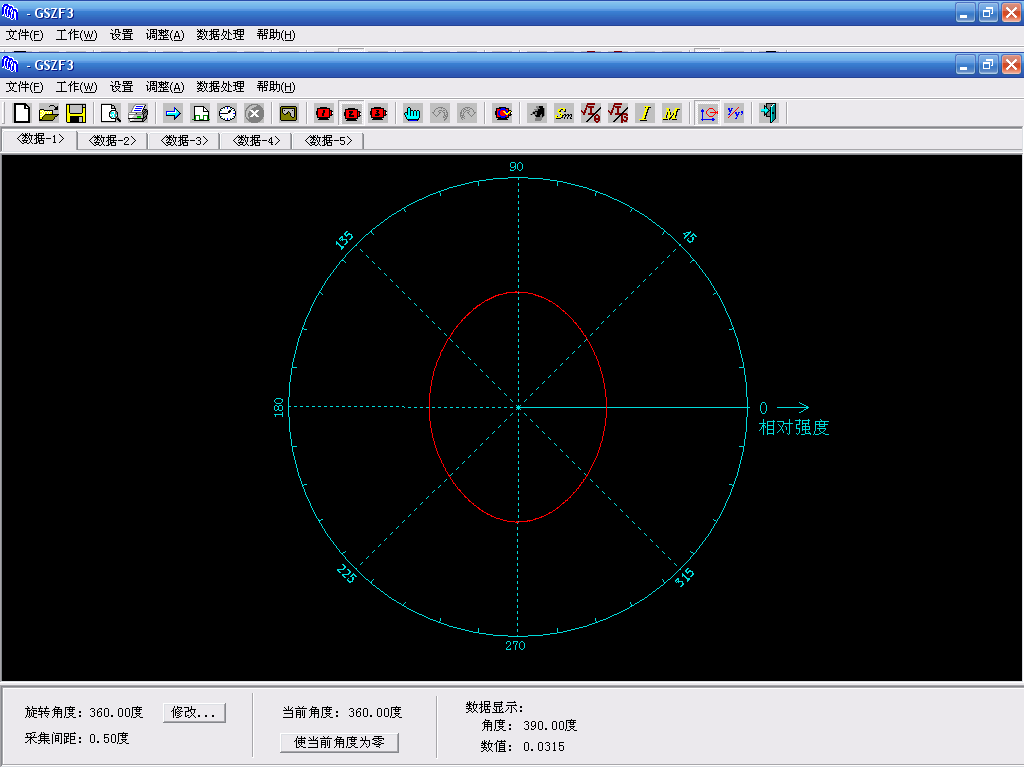 - GSZF3
文件(F) 工作(W) 设置 调整(A) 数据处理 帮助(H)
- GSZF3
文件(F) 工作(W) 设置 调整(A) 数据处理 帮助(H)
Sm I M
<数据-1> <数据-2> <数据-3> <数据-4> <数据-5>
90
135 45
180 0
相对强度
225 315
270
旋转角度: 360.00度 修改...
采集间距: 0.50度
当前角度: 360.00度
使当前角度为零
数据显示:
角度: 390.00度
数值: 0.0315